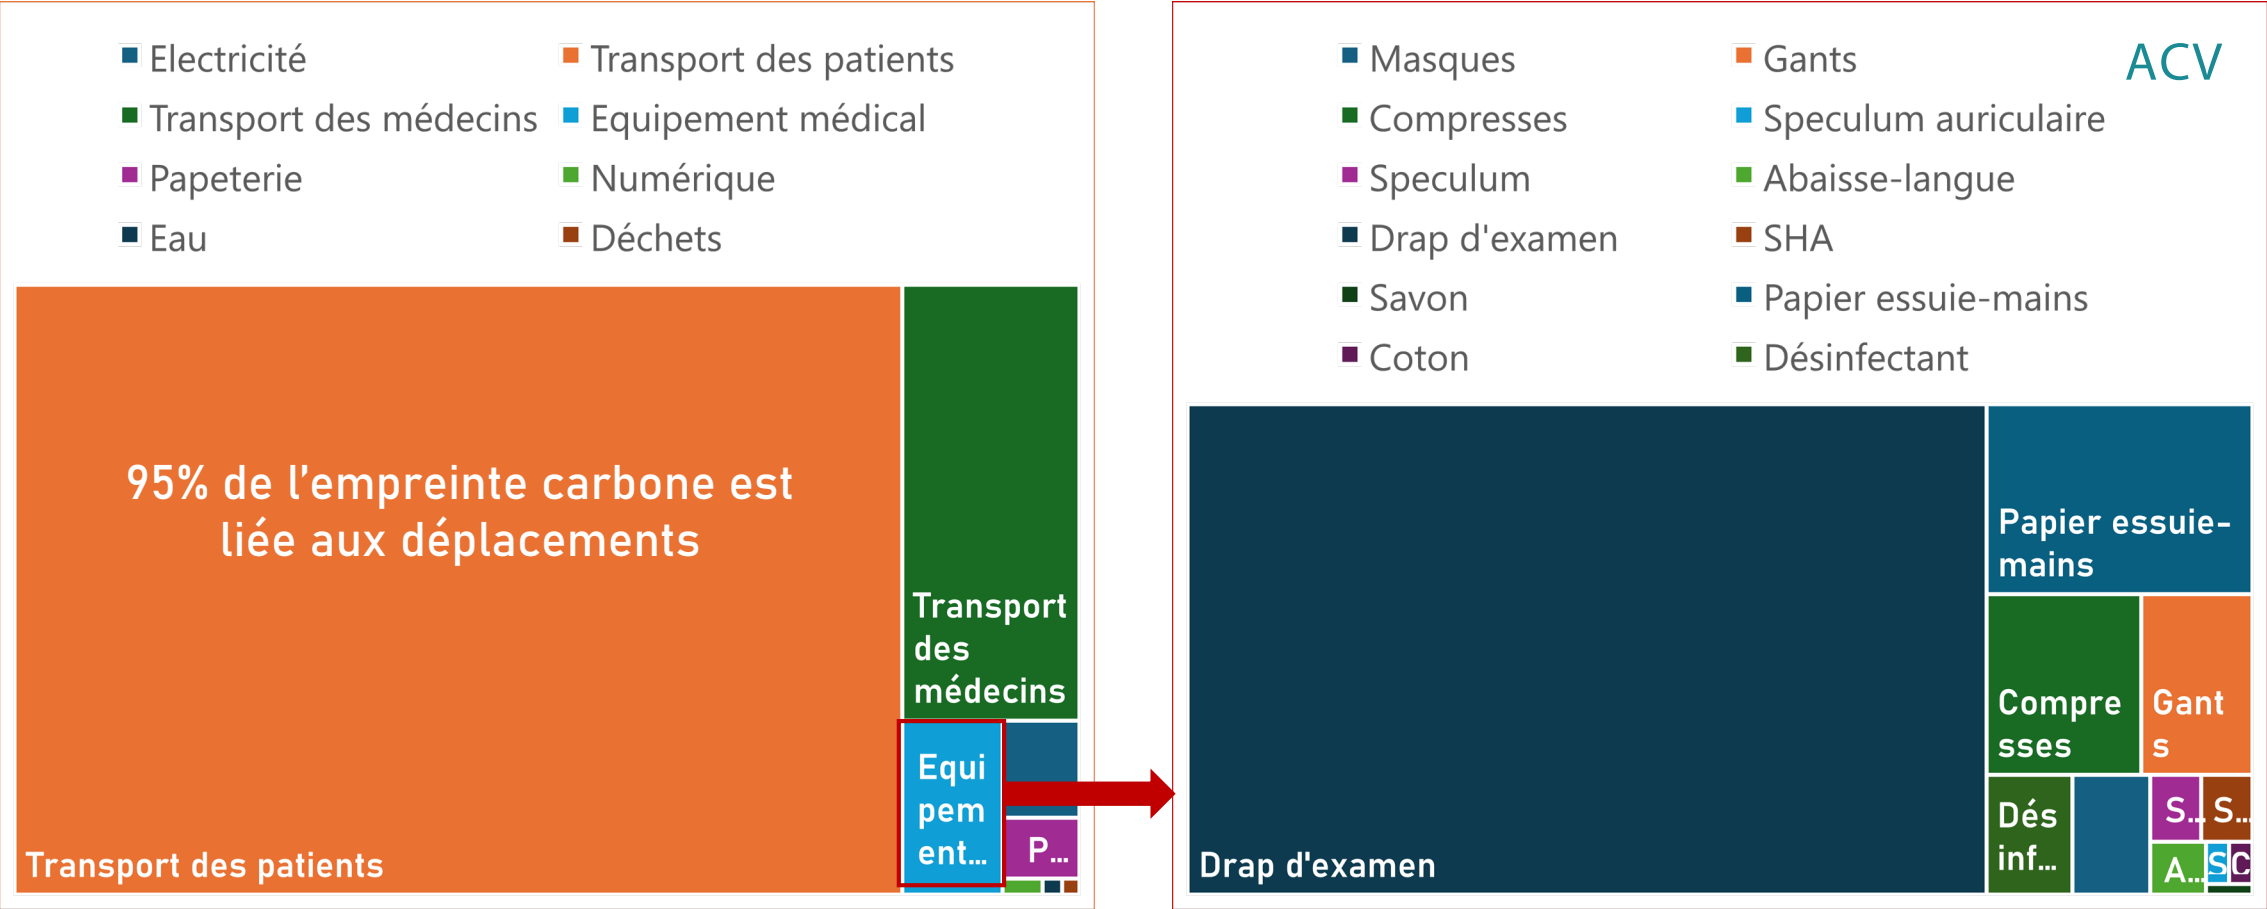 Electricité
Transport des patients
Transport des médecins
Equipement médical
Papeterie
Numérique
Eau
Déchets
95% de l’empreinte carbone est
liée aux déplacements
Transport des patients
Transport
des
médecins
Equi
pem
ent...
P...
ACV
Masques
Gants
Compresses
Speculum auriculaire
Speculum
Abaisse-langue
Drap d'examen
SHA
Savon
Papier essuie-mains
Coton
Désinfectant
Drap d'examen
Papier essuie-
mains
Compre
sses
Gant
s
Dés
inf...
S...
S...
A...
S
C